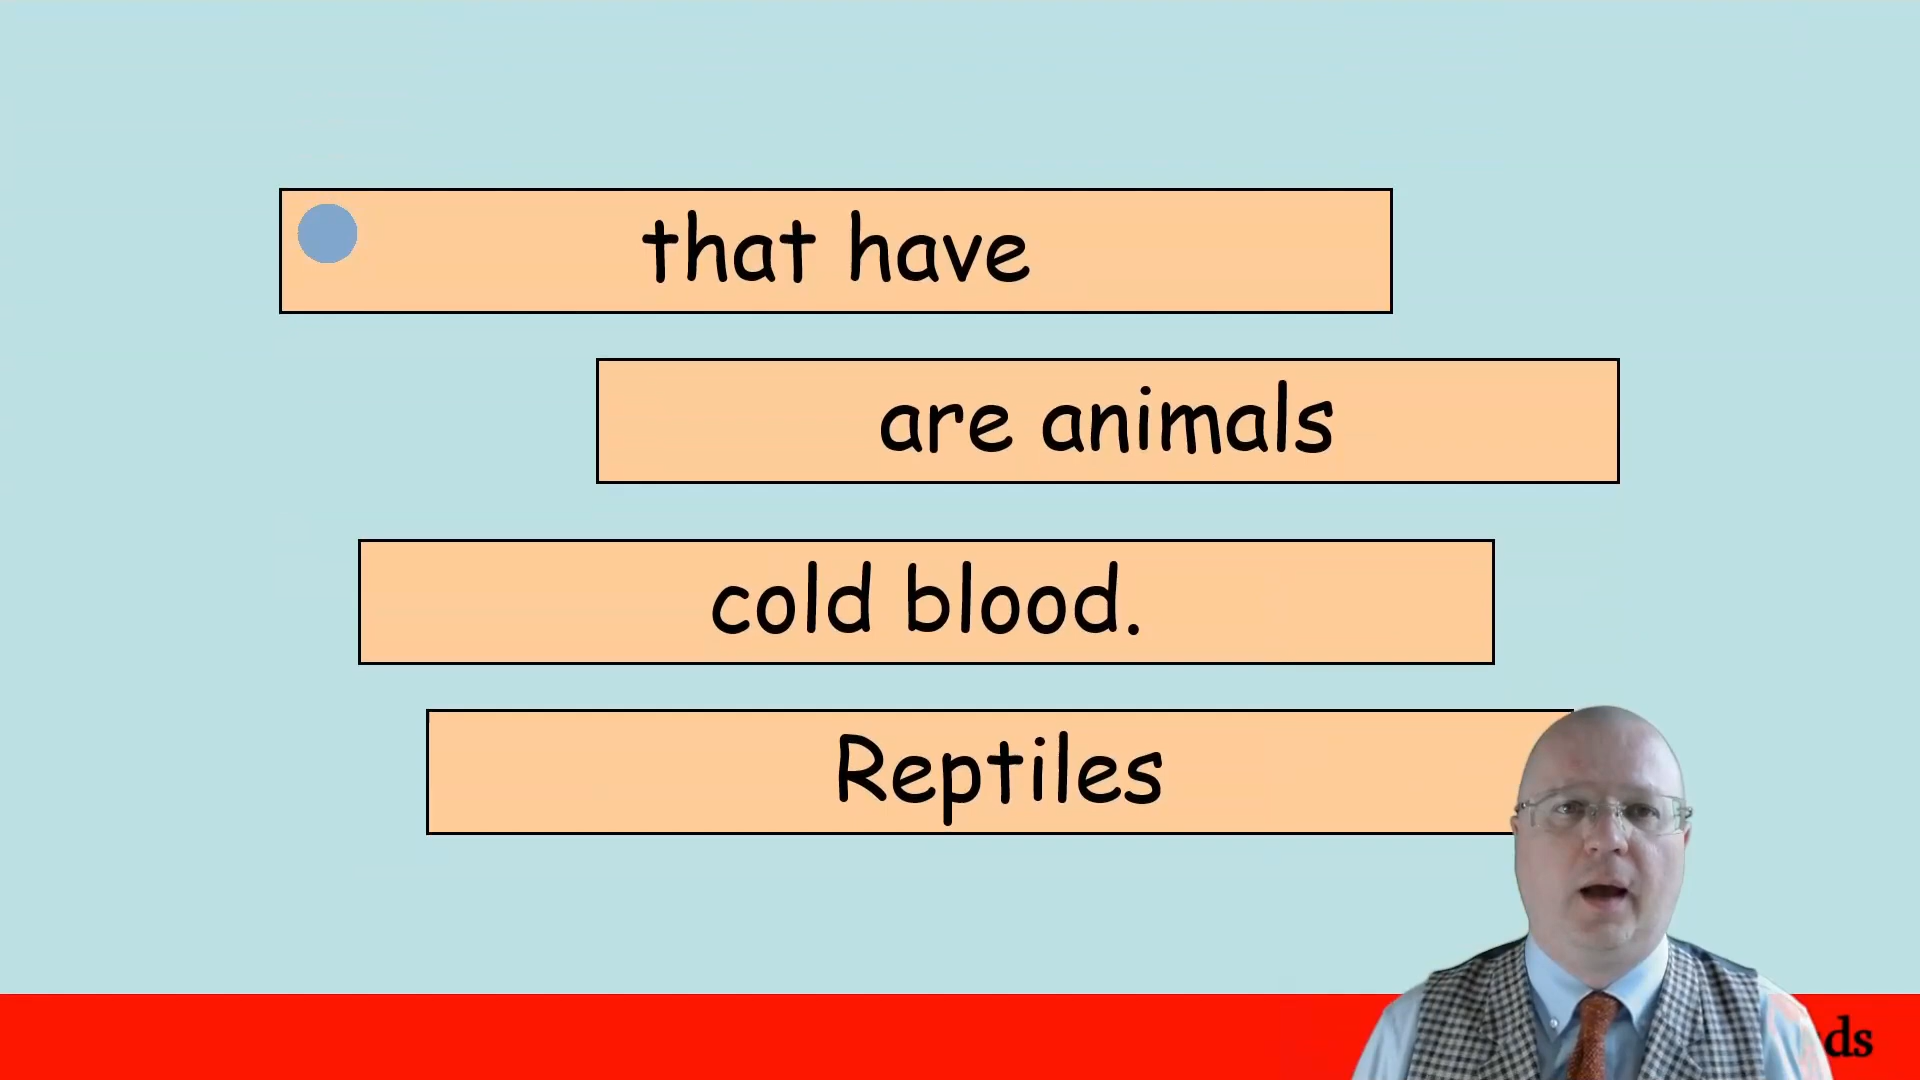 that have
are animals
cold blood.
Reptiles
ds